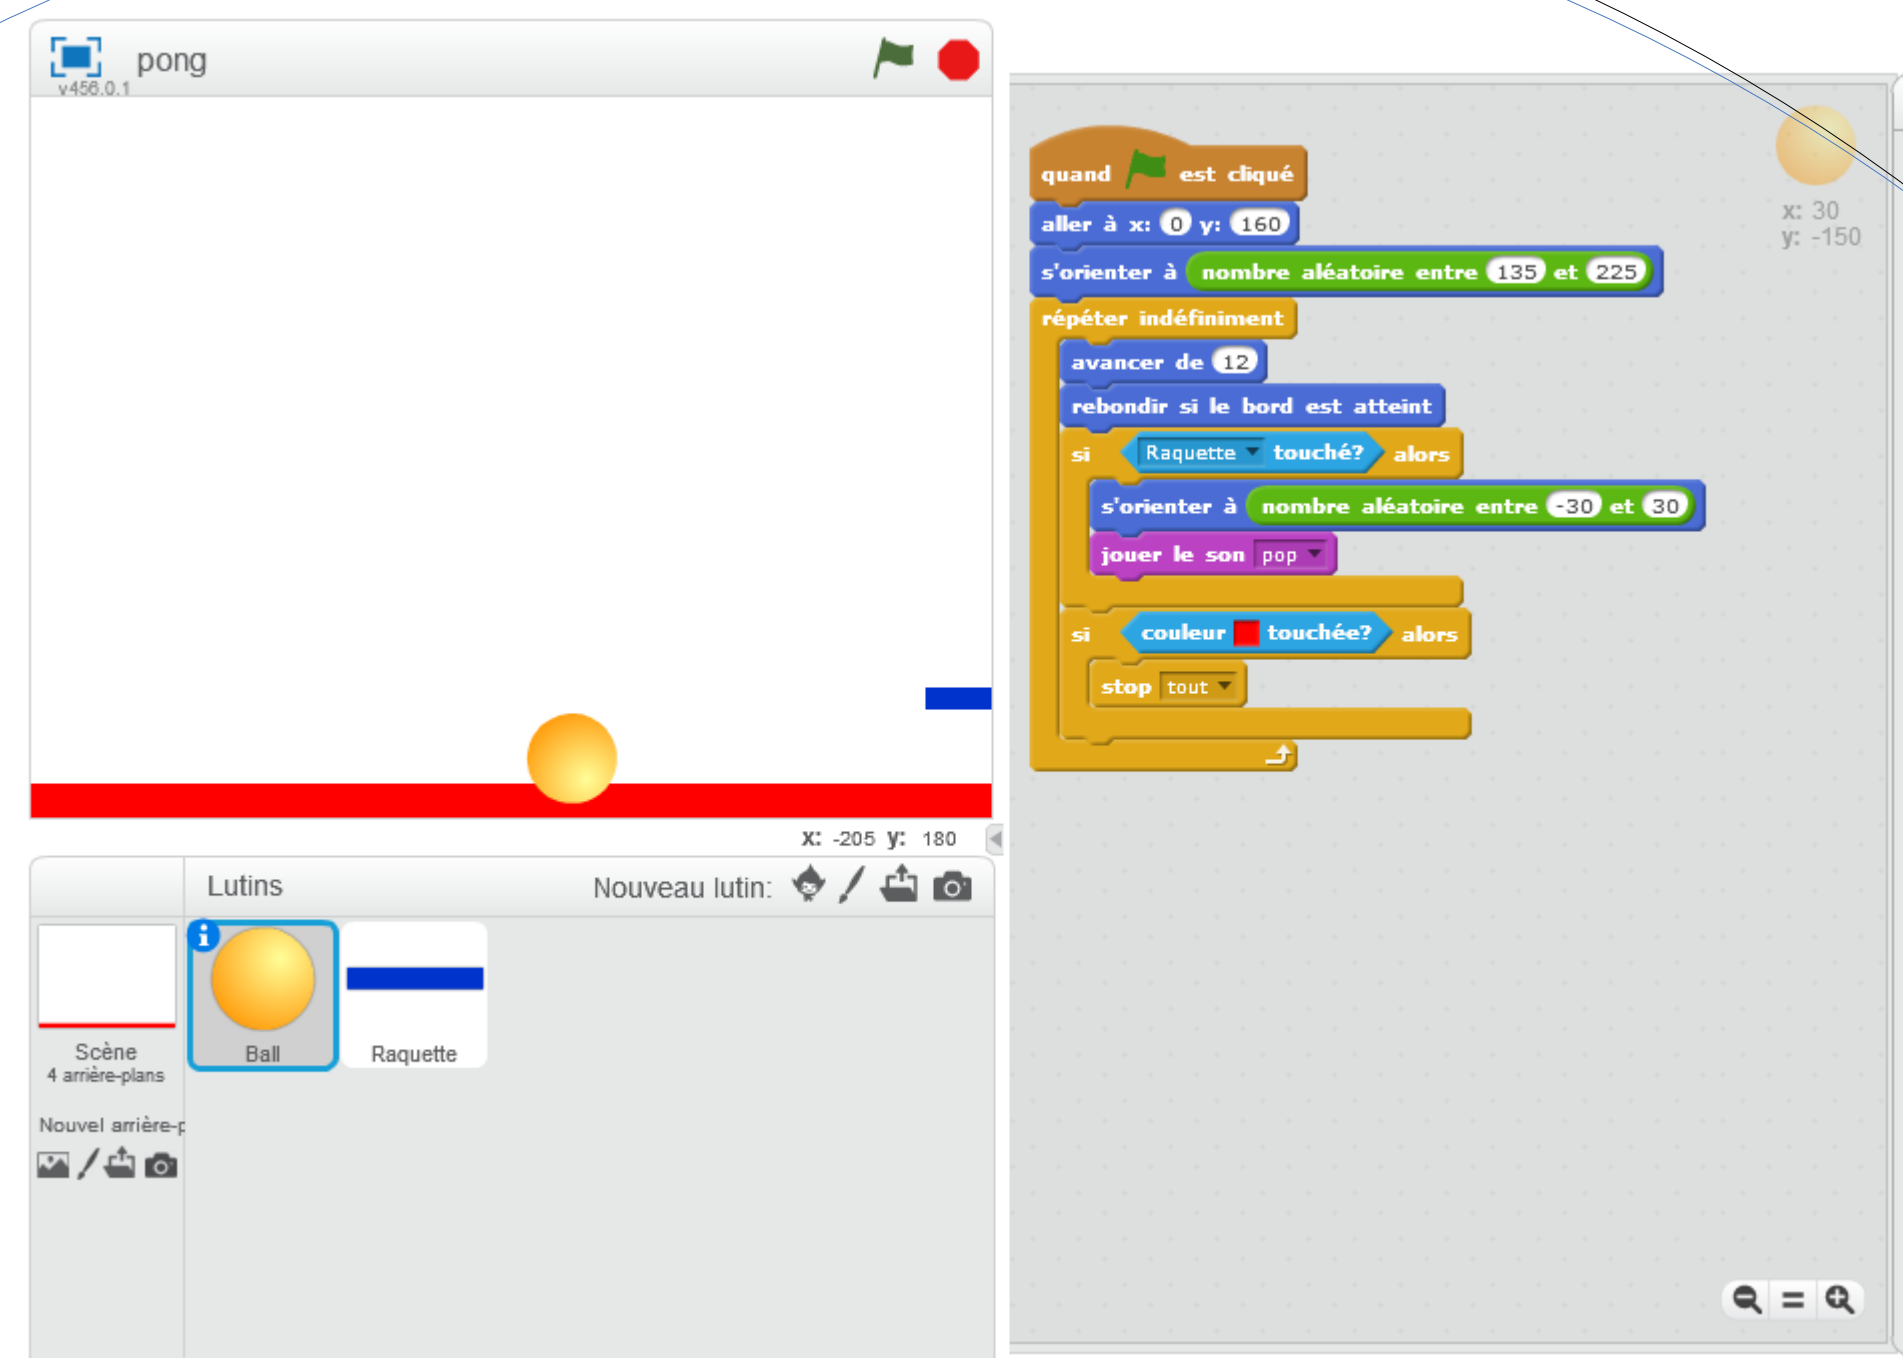 pong
v456.0.1
x: -205 y: 180
Lutins
Nouveau lutin:
Scène
4 arrière-plans
Nouvel arrière-p
Ball
Raquette
quand est cliqué
aller à x: 0 y: 160
s'orienter à nombre aléatoire entre 135 et 225
répéter indéfiniment
avancer de 12
rebondir si le bord est atteint
si Raquette touché? alors
s'orienter à nombre aléatoire entre -30 et 30
jouer le son pop
si couleur touchée? alors
stop tout
x: 30
y: -150